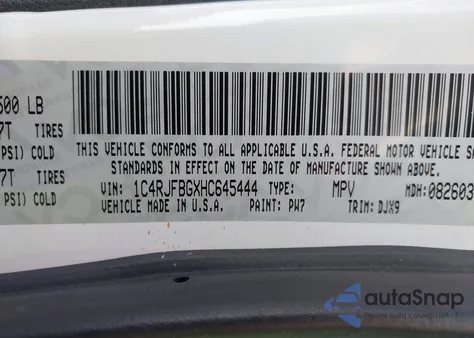 500 LB
7T TIRES
PSI) COLD
7T TIRES
PSI) COLD
THIS VEHICLE CONFORMS TO ALL APPLICABLE U.S.A. FEDERAL MOTOR VEHICLE S
STANDARDS IN EFFECT ON THE DATE OF MANUFACTURE SHOWN ABOVE.
VIN: 1C4RJFBGXHC645444 TYPE: MPV MDH: 082603
VEHICLE MADE IN U.S.A. PAINT: PW7 TRIM: DJX9
autoSnap